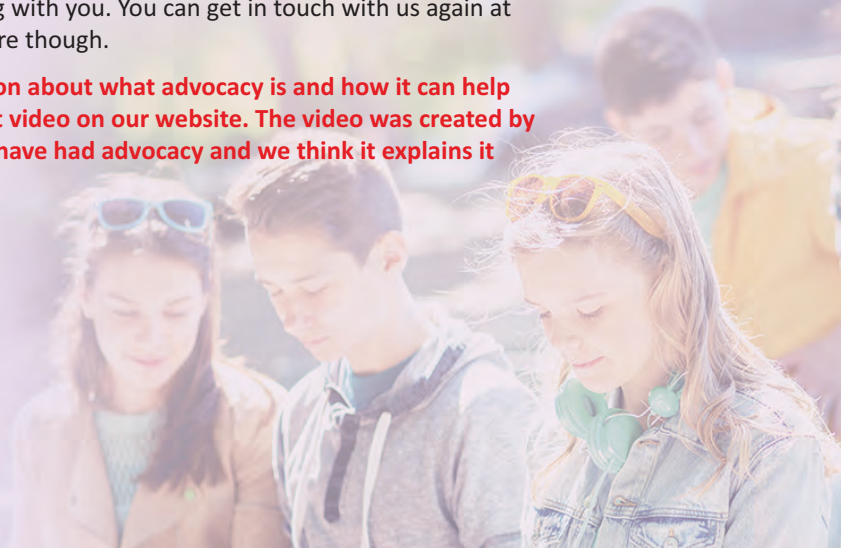 g with you. You can get in touch with us again at
re though.
on about what advocacy is and how it can help
t video on our website. The video was created by
have had advocacy and we think it explains it